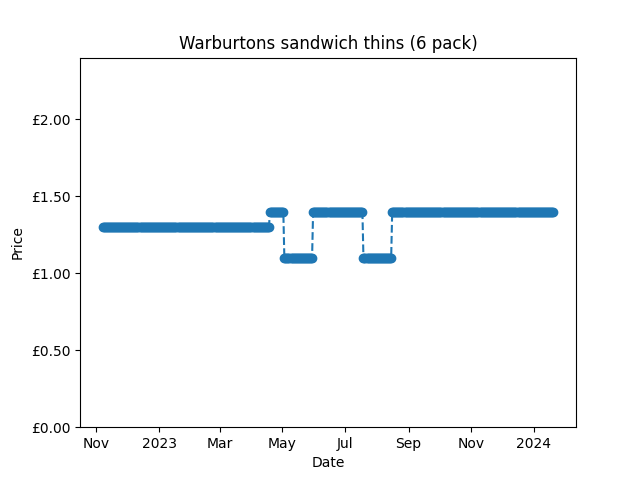 Warburtons sandwich thins (6 pack)
£2.00
£1.50
£1.00
£0.50
£0.00
Price
Nov 2023 Mar May Jul Sep Nov 2024
Date